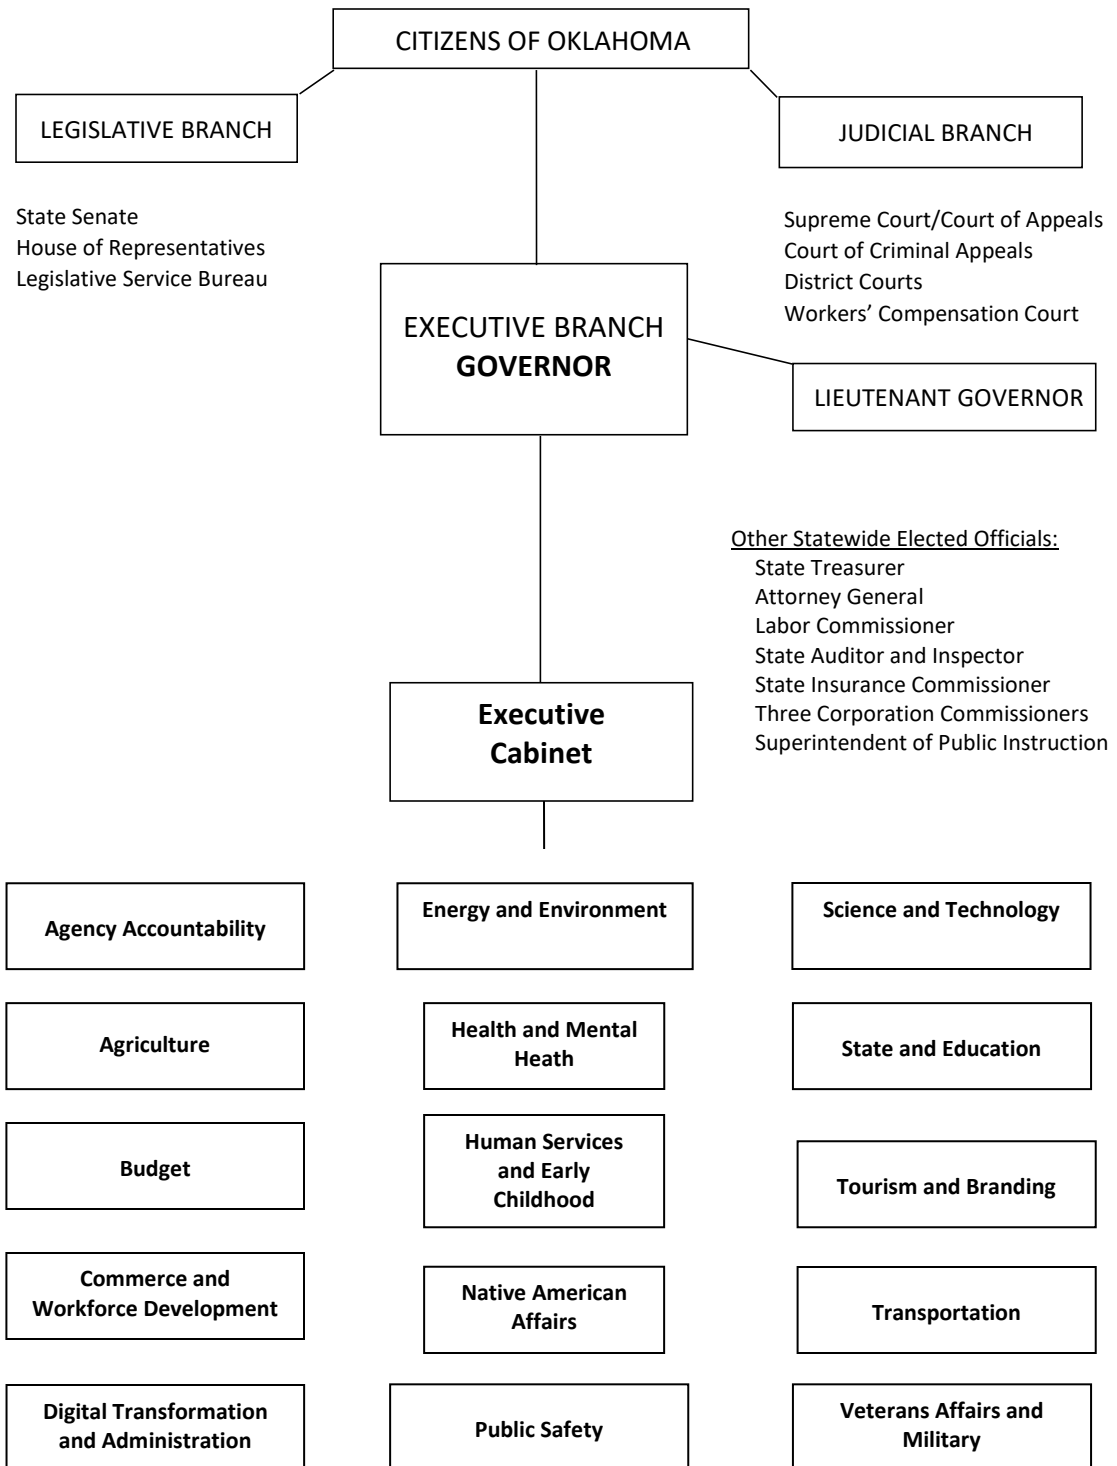 CITIZENS OF OKLAHOMA
LEGISLATIVE BRANCH
JUDICIAL BRANCH
State Senate
House of Representatives
Legislative Service Bureau
Supreme Court/Court of Appeals
Court of Criminal Appeals
District Courts
Workers’ Compensation Court
EXECUTIVE BRANCH
GOVERNOR
LIEUTENANT GOVERNOR
Other Statewide Elected Officials:
State Treasurer
Attorney General
Labor Commissioner
State Auditor and Inspector
State Insurance Commissioner
Three Corporation Commissioners
Superintendent of Public Instruction
Executive
Cabinet
Agency Accountability
Energy and Environment
Science and Technology
Agriculture
Health and Mental
Heath
State and Education
Budget
Human Services
and Early
Childhood
Tourism and Branding
Commerce and
Workforce Development
Native American
Affairs
Transportation
Digital Transformation
and Administration
Public Safety
Veterans Affairs and
Military